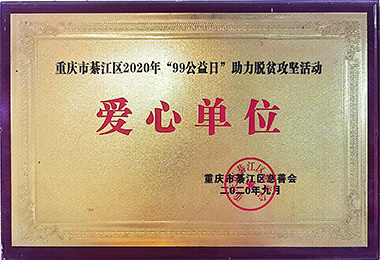 重庆市綦江区2020年“99公益日”助力脱贫攻坚活动
爱心单位
重庆市綦江区慈善会
二〇二〇年九月